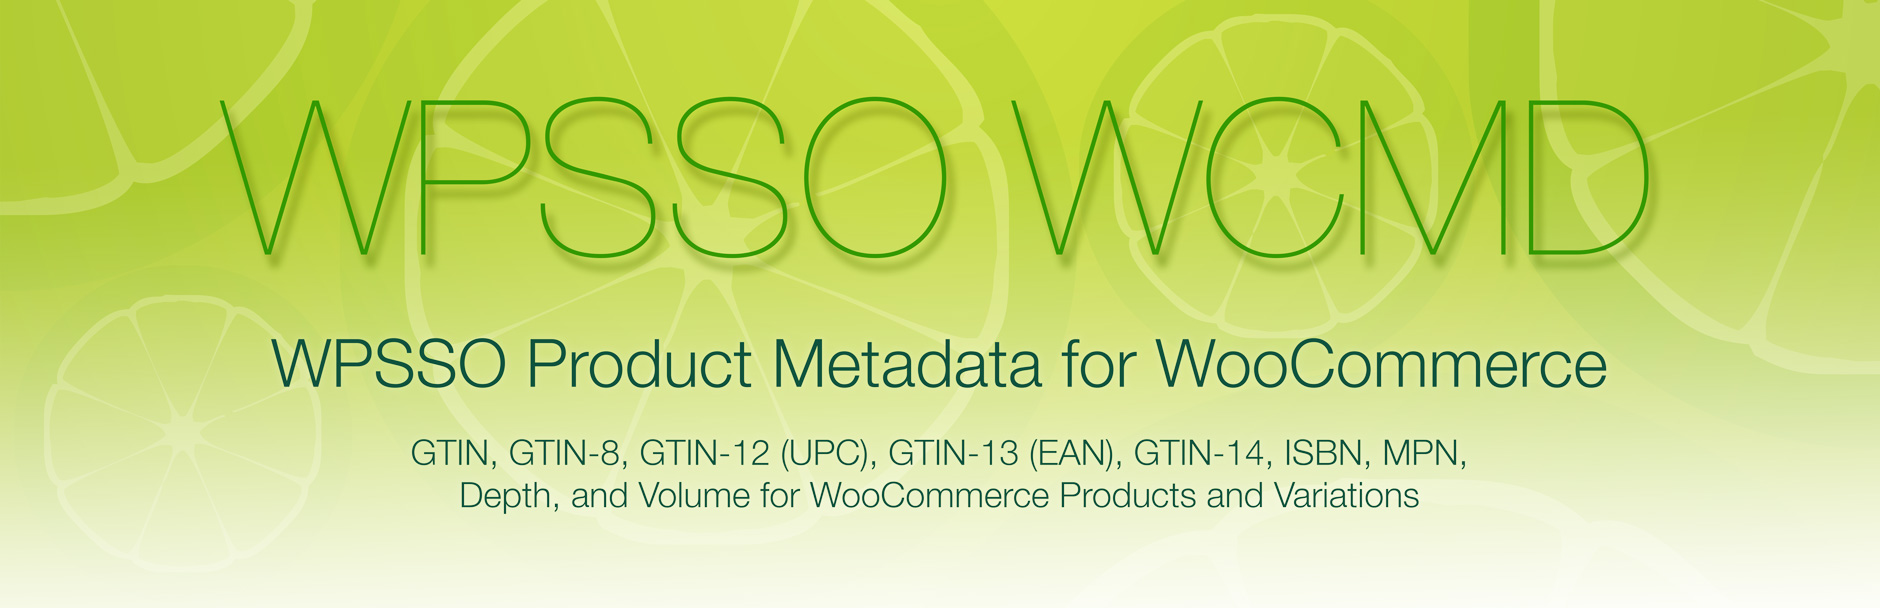 WPSSO WCMD
WPSSO Product Metadata for WooCommerce
GTIN, GTIN-8, GTIN-12 (UPC), GTIN-13 (EAN), GTIN-14, ISBN, MPN,
Depth, and Volume for WooCommerce Products and Variations